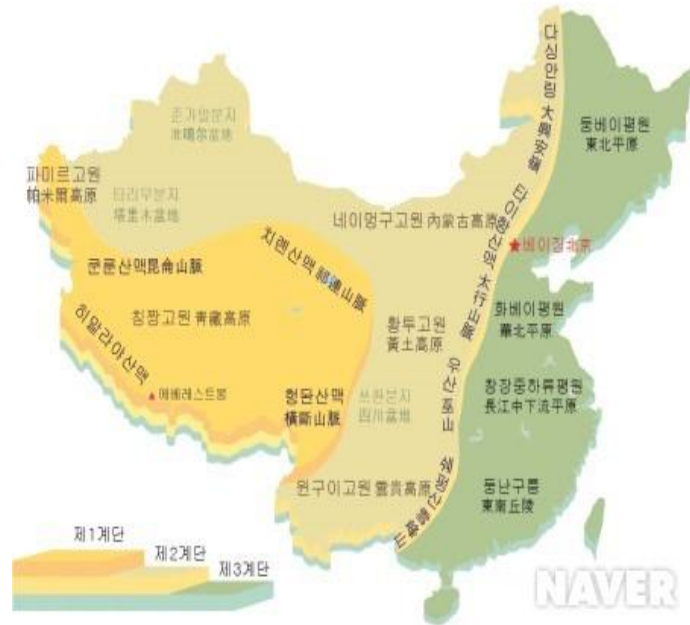 다싱안링 大興安嶺
둥베이평원
東北平原
준가얼분지
准噶尔盆地
파미르고원
帕米爾高原
타리무분지
塔里木盆地
네이멍구고원 內蒙古高原
타이항산맥 太行山脈
베이징北京
치롄산맥 祁連山脈
쿤룬산맥昆侖山脈
칭짱고원 靑藏高原
히말라야산맥
에베레스트봉
황투고원
黃土高原
화베이평원
華北平原
헝돤산맥
橫斷山脈
쓰촨분지
四川盆地
우산 巫山
창장중하류평원
長江中下流平原
윈구이고원 雲貴高原
둥난구릉
東南丘陵
제1계단
제2계단
제3계단
NAVER